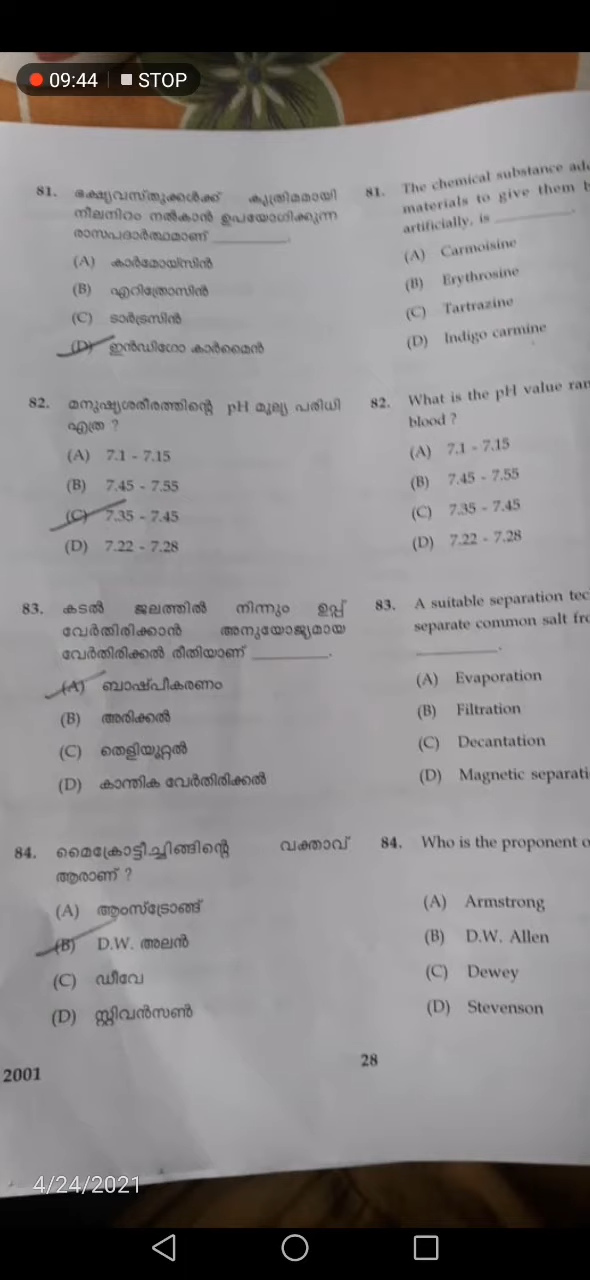 09:44 STOP
81. ഭക്ഷ്യവസ്തുക്കൾക്ക് കൃത്രിമമായി
നീലനിറം നൽകാൻ ഉപയോഗിക്കുന്ന
രാസപദാർത്ഥമാണ് ________.
(A) കാർമോയ്സിൻ
(B) എറിത്രോസിൻ
(C) ടാർട്രസിൻ
(D) ഇൻഡിഗോ കാർമൈൻ
82. മനുഷ്യശരീരത്തിന്റെ pH മൂല്യ പരിധി
എത്ര ?
(A) 7.1 - 7.15
(B) 7.45 - 7.55
(C) 7.35 - 7.45
(D) 7.22 - 7.28
83. കടൽ ജലത്തിൽ നിന്നും ഉപ്പ്
വേർതിരിക്കാൻ അനുയോജ്യമായ
വേർതിരിക്കൽ രീതിയാണ് ________.
(A) ബാഷ്പീകരണം
(B) അരിക്കൽ
(C) തെളിയൂറ്റൽ
(D) കാന്തിക വേർതിരിക്കൽ
84. മൈക്രോട്ടീച്ചിങ്ങിന്റെ വക്താവ്
ആരാണ് ?
(A) ആംസ്ട്രോങ്ങ്
(B) D.W. അലൻ
(C) ഡീവേ
(D) സ്റ്റിവൻസൺ
81. The chemical substance
materials to give them
artificially, is ________.
(A) Carmoisine
(B) Erythrosine
(C) Tartrazine
(D) Indigo carmine
82. What is the pH value
blood ?
(A) 7.1 - 7.15
(B) 7.45 - 7.55
(C) 7.35 - 7.45
(D) 7.22 - 7.28
83. A suitable separation
separate common salt
________.
(A) Evaporation
(B) Filtration
(C) Decantation
(D) Magnetic
84. Who is the proponent
(A) Armstrong
(B) D.W. Allen
(C) Dewey
(D) Stevenson
2001
28
4/24/2021